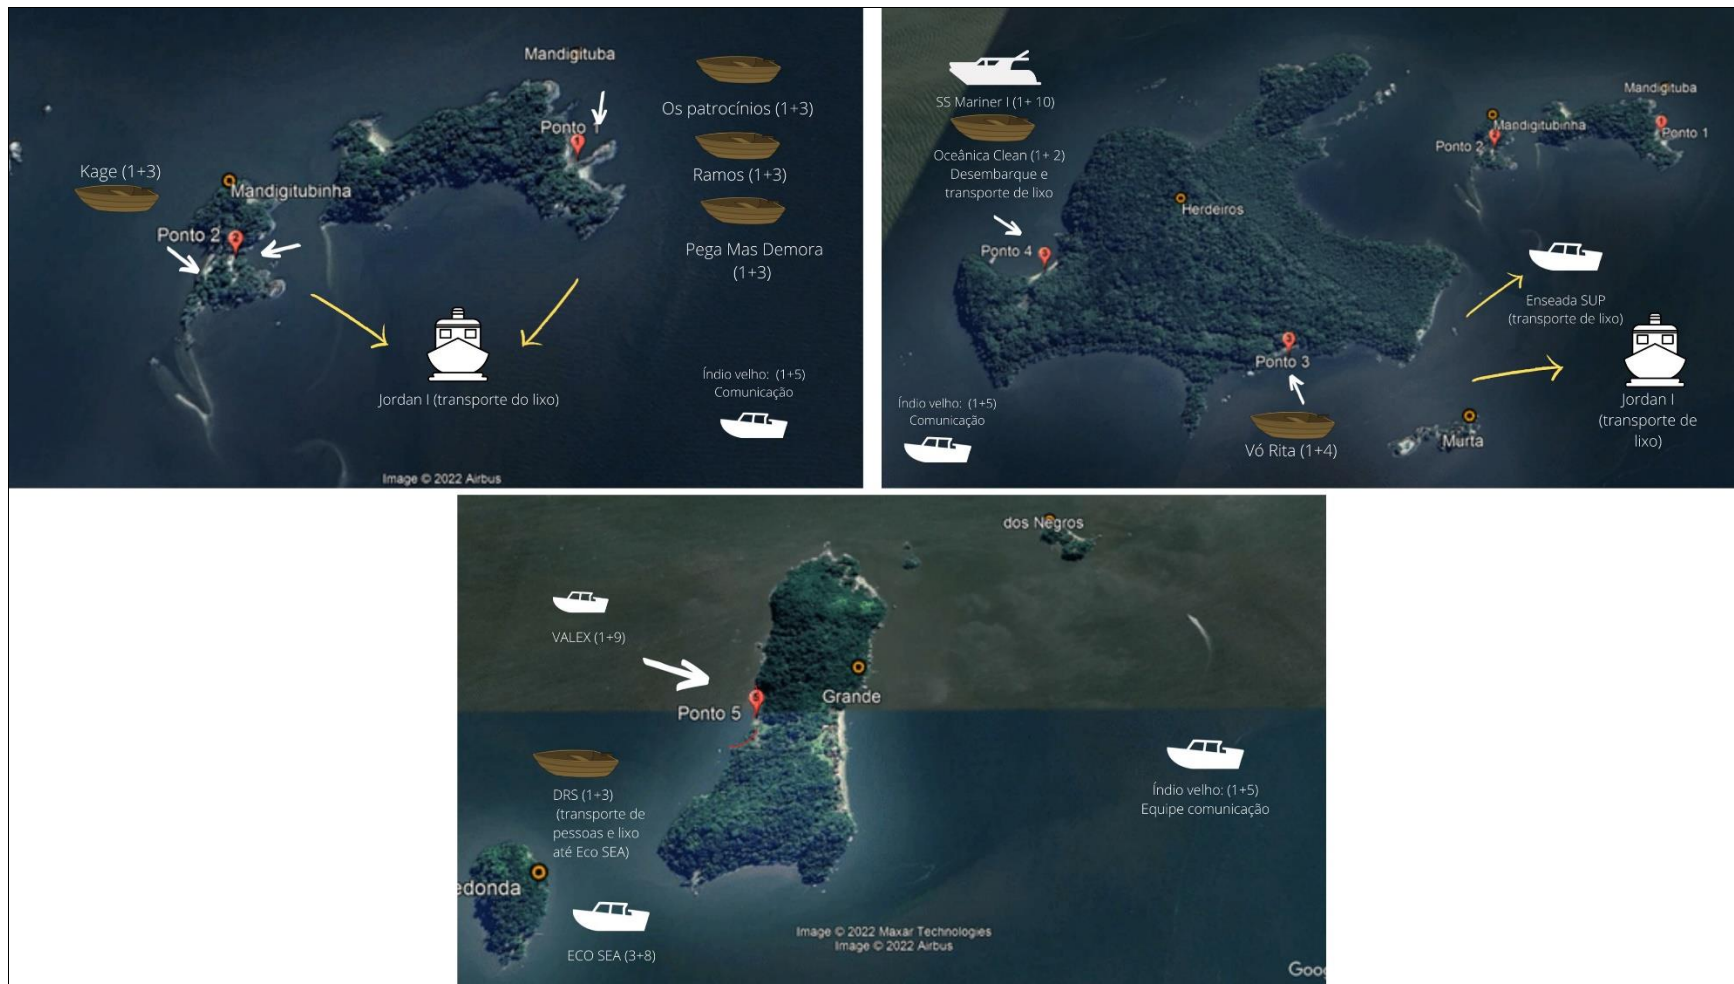 Mandigituba
Ponto 1
Os patrocínios (1+3)
Ramos (1+3)
Pega Mas Demora
(1+3)
Kage (1+3)
Mandigitubinha
Ponto 2
2
Jordan I (transporte do lixo)
Índio velho: (1+5)
Comunicação
Image © 2022 Airbus
SS Mariner I (1+ 10)
Oceânica Clean (1+ 2)
Desembarque e
transporte de lixo
Ponto 4
3
Herdeiros
Mandigituba
1
Ponto 1
Mandigitubinha
Ponto 2
Enseada SUP
(transporte de lixo)
Jordan I
(transporte de
lixo)
3
Ponto 3
Vó Rita (1+4)
Murta
Índio velho: (1+5)
Comunicação
dos Negros
VALEX (1+9)
Ponto 5
Grande
DRS (1+3)
(transporte de
pessoas e lixo
até Eco SEA)
edonda
ECO SEA (3+8)
Índio velho: (1+5)
Equipe comunicação
Image © 2022 Maxar Technologies
Image © 2022 Airbus
Goo